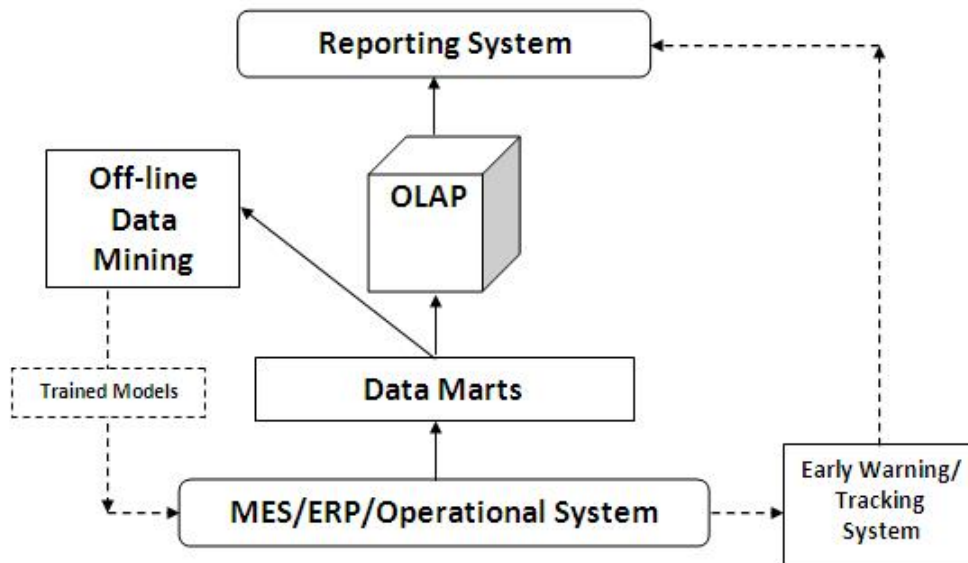 Reporting System
Off-line
Data
Mining
OLAP
Trained Models
Data Marts
MES/ERP/Operational System
Early Warning/
Tracking
System